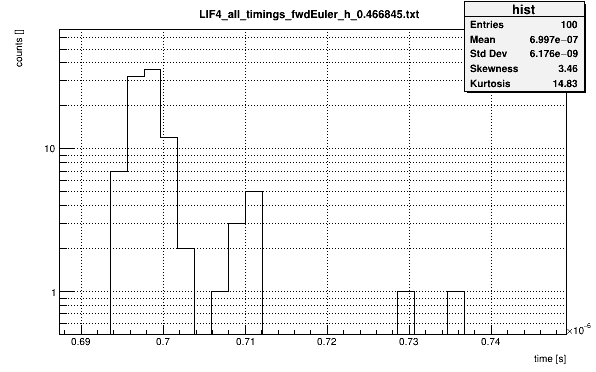 LIF4_all_timings_fwdEuler_h_0.466845.txt
hist
Entries 100
Mean 6.997e−07
Std Dev 6.176e−09
Skewness 3.46
Kurtosis 14.83
counts []
10
1
0.69 0.7 0.71 0.72 0.73 0.74
×10⁻⁶
time [s]